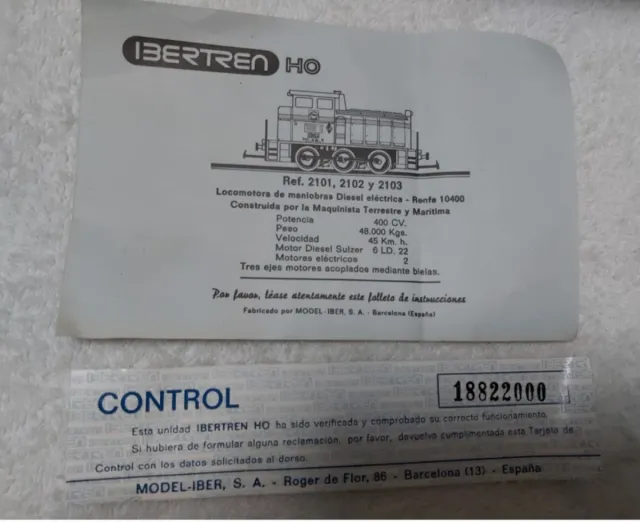 IBERTREN HO
Ref. 2101, 2102 y 2103
Locomotora de maniobras Diesel eléctrica - Renfe 10400
Construida por la Maquinista Terrestre y Marítima
Potencia 400 CV.
Peso 48.000 Kgs.
Velocidad 45 Km. h.
Motor Diesel Sulzer 6 LD. 22
Motores eléctricos 2
Tres ejes motores acoplados mediante bielas.
Por favor, léase atentamente este folleto de instrucciones
Fabricado por MODEL-IBER, S. A. - Barcelona (España)
CONTROL
18822000
Esta unidad IBERTREN HO ha sido verificada y comprobado su correcto funcionamiento.
Si hubiera de formular alguna reclamación, por favor, devuelva cumplimentada esta Tarjeta de
Control con los datos solicitados al dorso.
MODEL-IBER, S. A. - Roger de Flor, 86 - Barcelona (13) - España